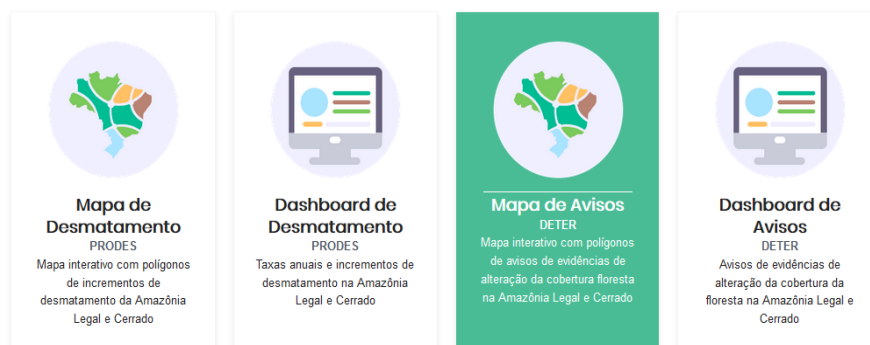 Mapa de
Desmatamento
PRODES
Mapa interativo com polígonos
de incrementos de
desmatamento da Amazônia
Legal e Cerrado
Dashboard de
Desmatamento
PRODES
Taxas anuais e incrementos de
desmatamento na Amazônia
Legal e Cerrado
Mapa de Avisos
DETER
Mapa interativo com polígonos
de avisos de evidências de
alteração da cobertura floresta
na Amazônia Legal e Cerrado
Dashboard de
Avisos
DETER
Avisos de evidências de
alteração da cobertura da
floresta na Amazônia Legal e
Cerrado